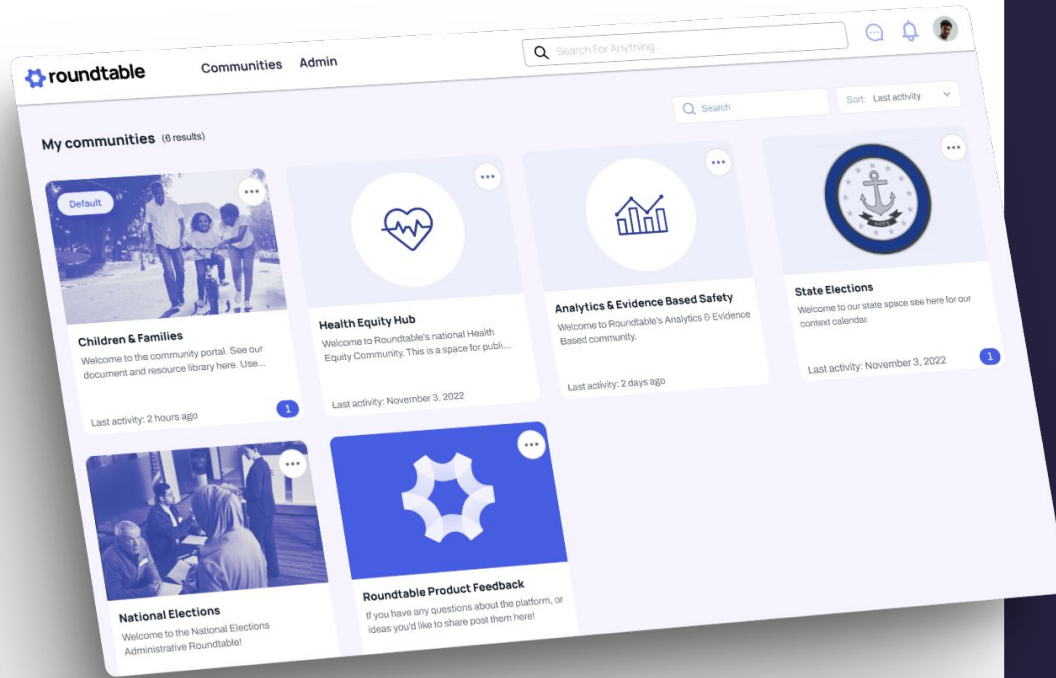 roundtable
Communities
Admin
Search For Anything...
My communities (6 results)
Search
Sort: Last activity
Default
Children & Families
Welcome to the community portal. See our
document and resource library here. Use...
Last activity: 2 hours ago
1
Health Equity Hub
Welcome to Roundtable's national Health
Equity Community. This is a space for publi...
Last activity: November 3, 2022
Analytics & Evidence Based Safety
Welcome to Roundtable's Analytics & Evidence
Based community.
Last activity: 2 days ago
HOPE
State Elections
Welcome to our state space see here for our
context calendar.
Last activity: November 3, 2022
1
National Elections
Welcome to the National Elections
Administrative Roundtable!
Roundtable Product Feedback
If you have any questions about the platform, or
ideas you'd like to share post them here!